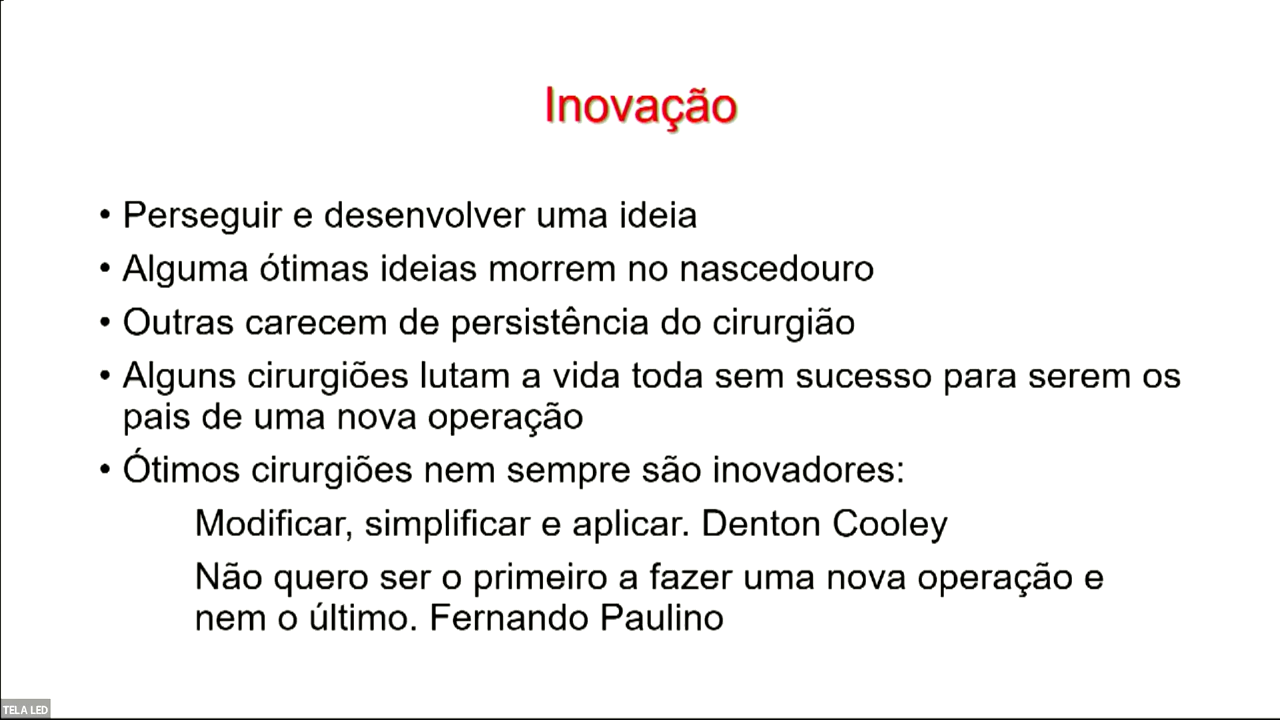 Inovação
• Perseguir e desenvolver uma ideia
• Alguma ótimas ideias morrem no nascedouro
• Outras carecem de persistência do cirurgião
• Alguns cirurgiões lutam a vida toda sem sucesso para serem os
pais de uma nova operação
• Ótimos cirurgiões nem sempre são inovadores:
Modificar, simplificar e aplicar. Denton Cooley
Não quero ser o primeiro a fazer uma nova operação e
nem o último. Fernando Paulino
TELA LED